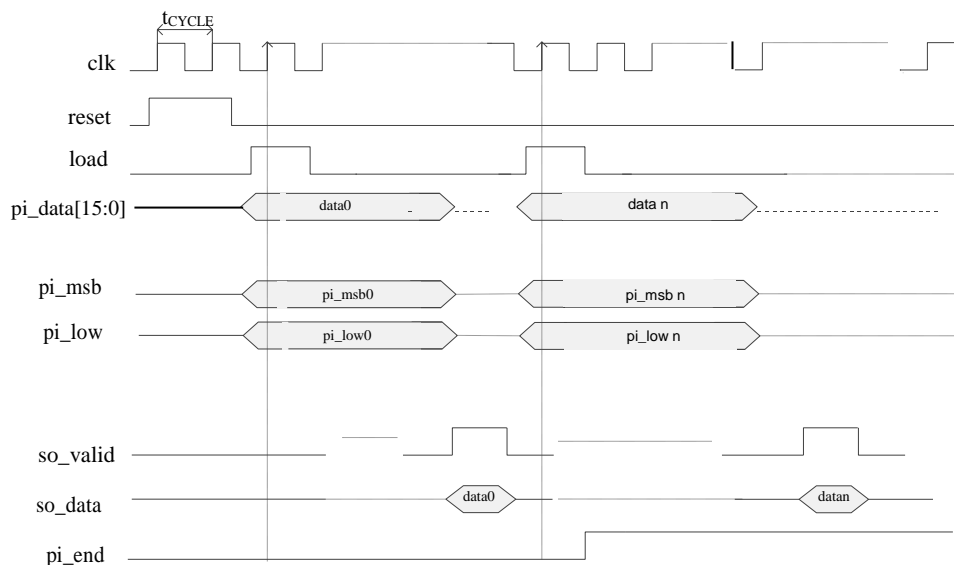 tCYCLE
clk
reset
load
pi_data[15:0] data0 data n
pi_msb pi_msb0 pi_msb n
pi_low pi_low0 pi_low n
so_valid
so_data data0 datan
pi_end